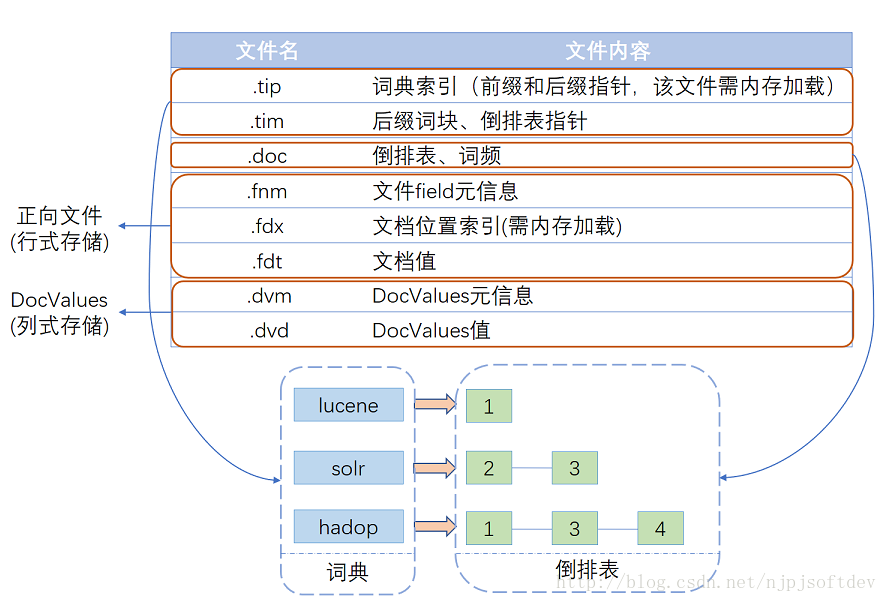 文件名 文件内容
.tip 词典索引（前缀和后缀指针，该文件需内存加载）
.tim 后缀词块、倒排表指针
.doc 倒排表、词频
.fnm 文件field元信息
.fdx 文档位置索引(需内存加载)
.fdt 文档值
.dvm DocValues元信息
.dvd DocValues值
正向文件
(行式存储)
DocValues
(列式存储)
lucene 1
solr 2 3
hadop 1 3 4
词典 倒排表
http://blog.csdn.net/njpjsoftdev